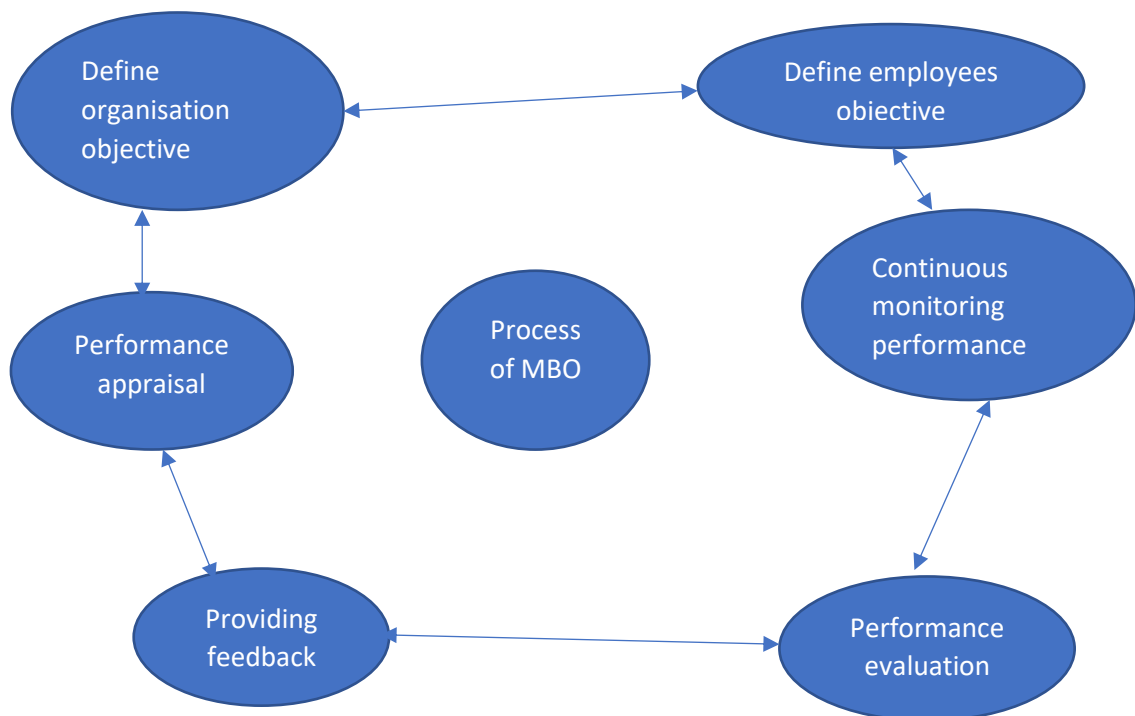 Define
organisation
objective
Define employees
objective
Continuous
monitoring
performance
Process
of MBO
Performance
appraisal
Providing
feedback
Performance
evaluation